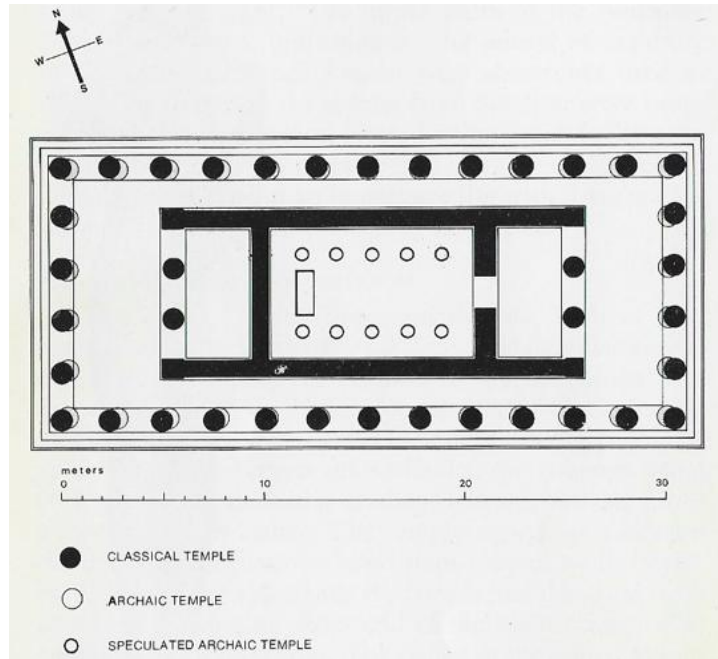 N
W E
S
meters
0 10 20 30
CLASSICAL TEMPLE
ARCHAIC TEMPLE
SPECULATED ARCHAIC TEMPLE